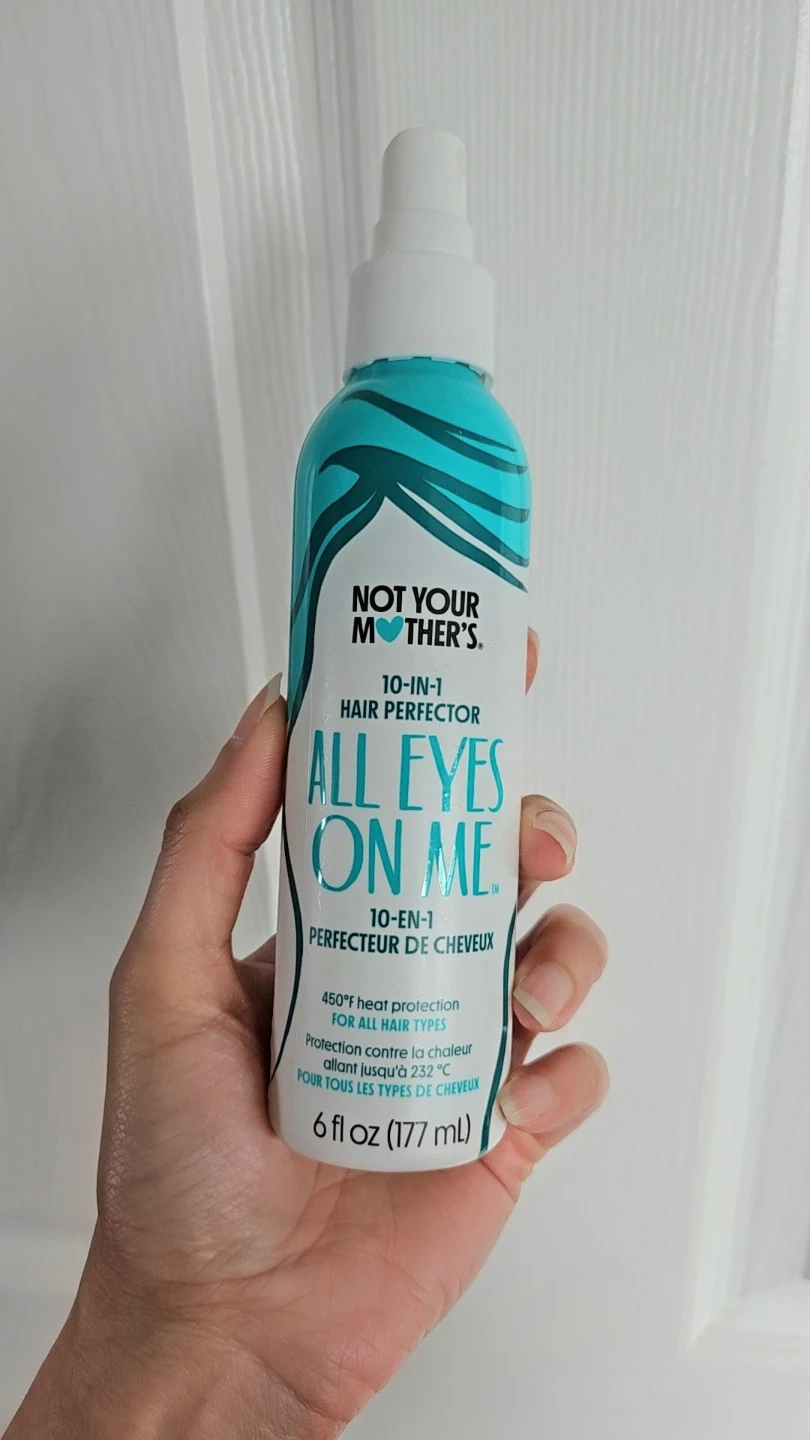 NOT YOUR
MOTHER'S®
10-IN-1
HAIR PERFECTOR
ALL EYES
ON ME™
10-EN-1
PERFECTEUR DE CHEVEUX
450°F heat protection
FOR ALL HAIR TYPES
Protection contre la chaleur
allant jusqu'à 232 °C
POUR TOUS LES TYPES DE CHEVEUX
6 fl oz (177 mL)